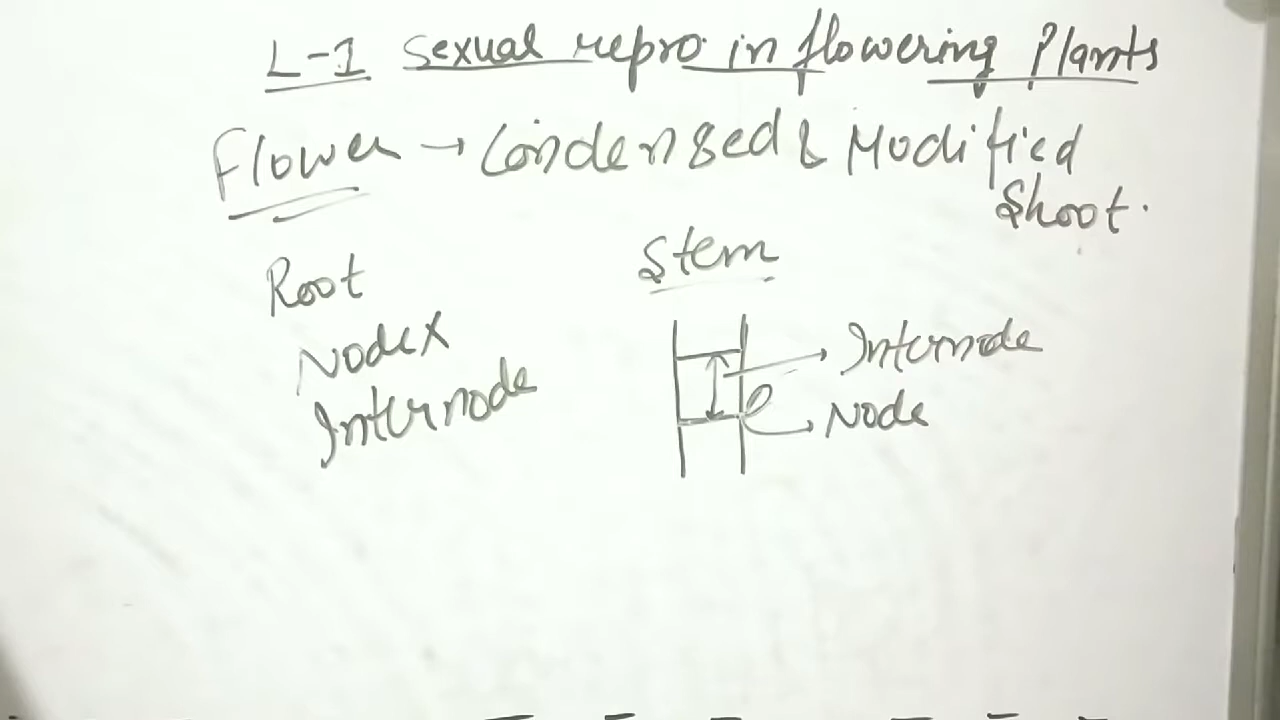 L-1 Sexual repro in flowering Plants
Flower → Condensed & Modified
Shoot.
Root
Stem
Node X
Internode
Internode
Node